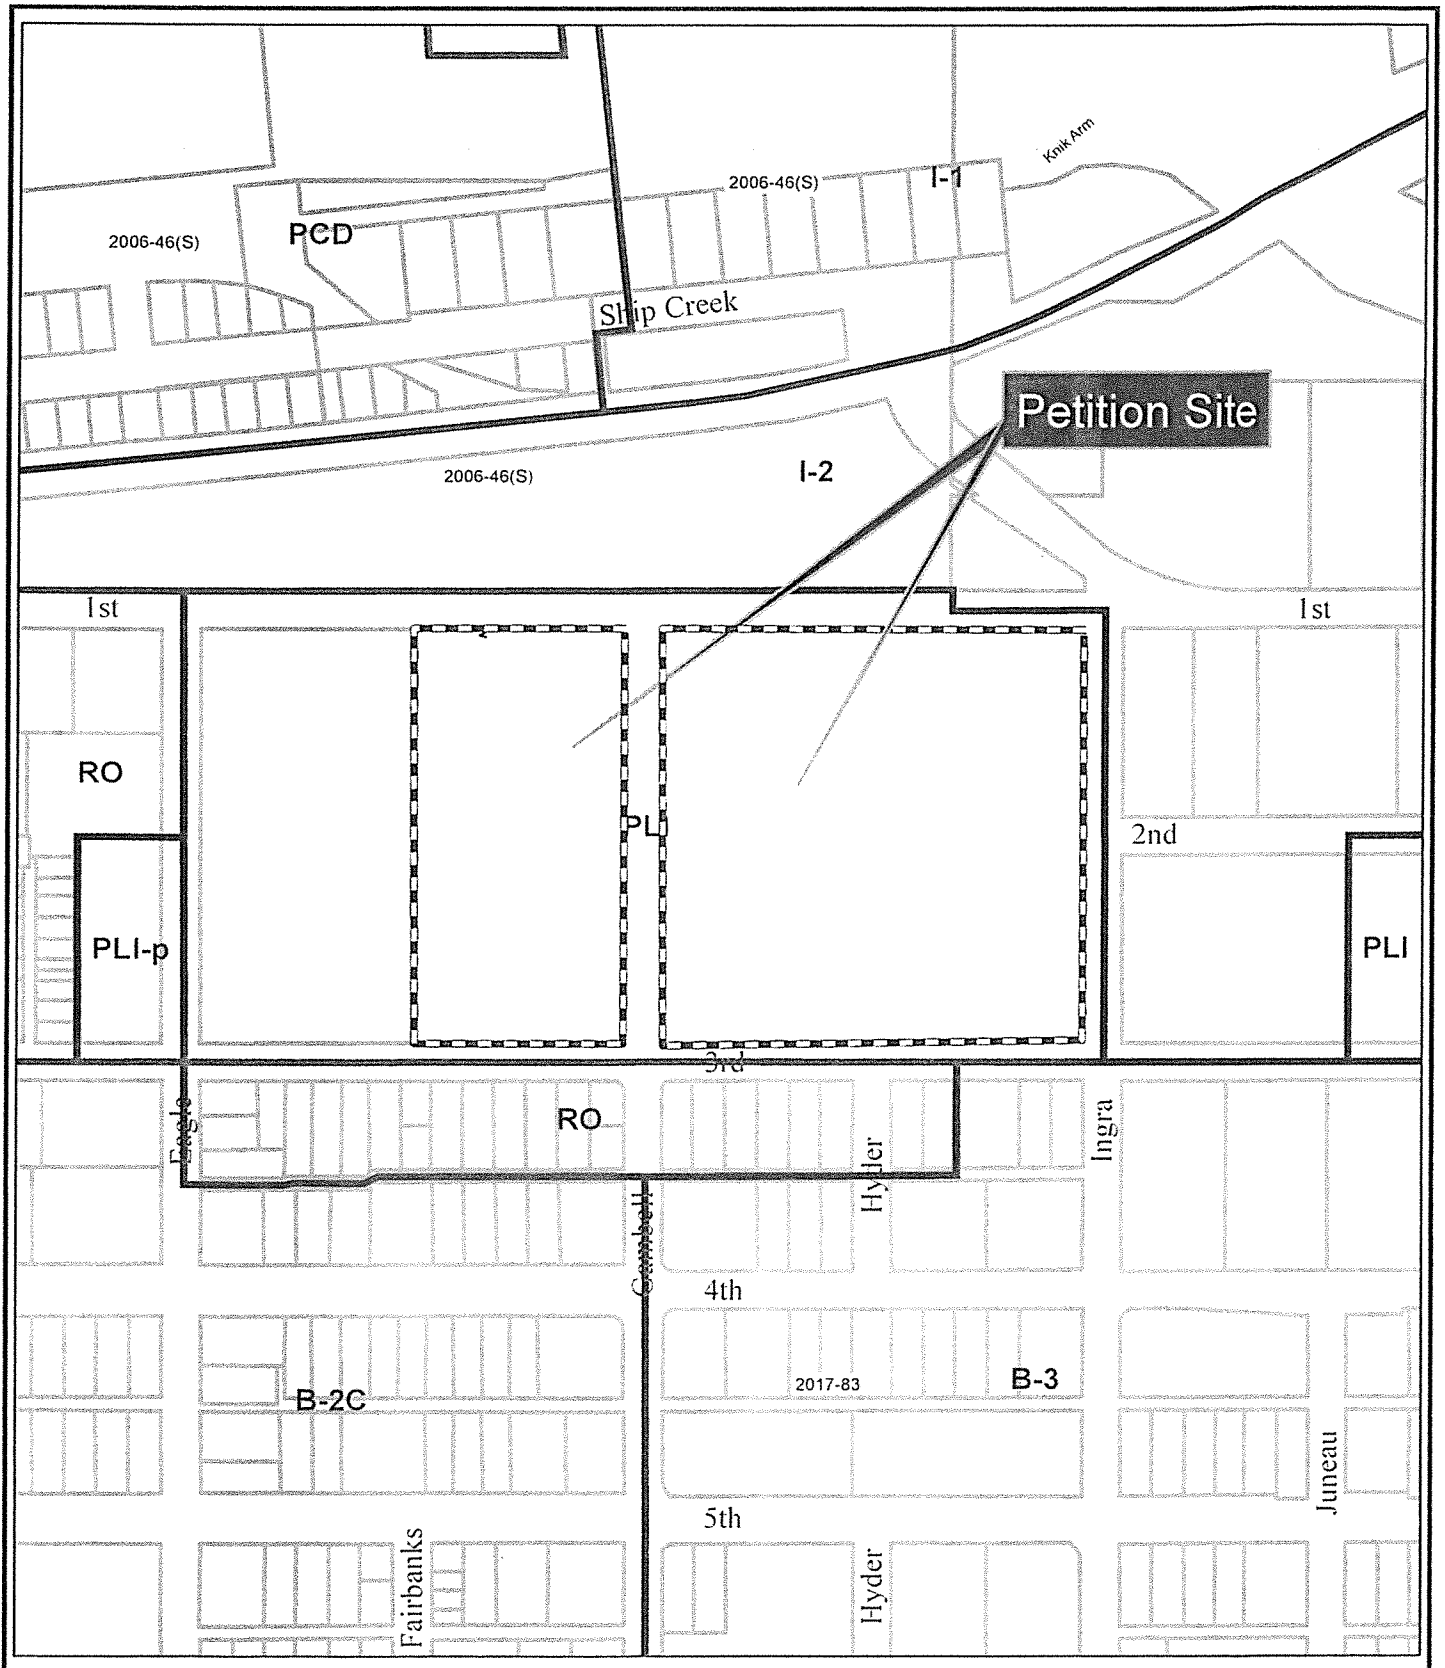 Knik Arm
2006-46(S)
I-1
PCD
2006-46(S)
Ship Creek
Petition Site
I-2
2006-46(S)
1st
1st
RO
PLI
2nd
PLI-p
PLI
3rd
RO
Eagle
Ingra
Hyder
Gambell
4th
B-3
2017-83
B-2C
Juneau
5th
Fairbanks
Hyder